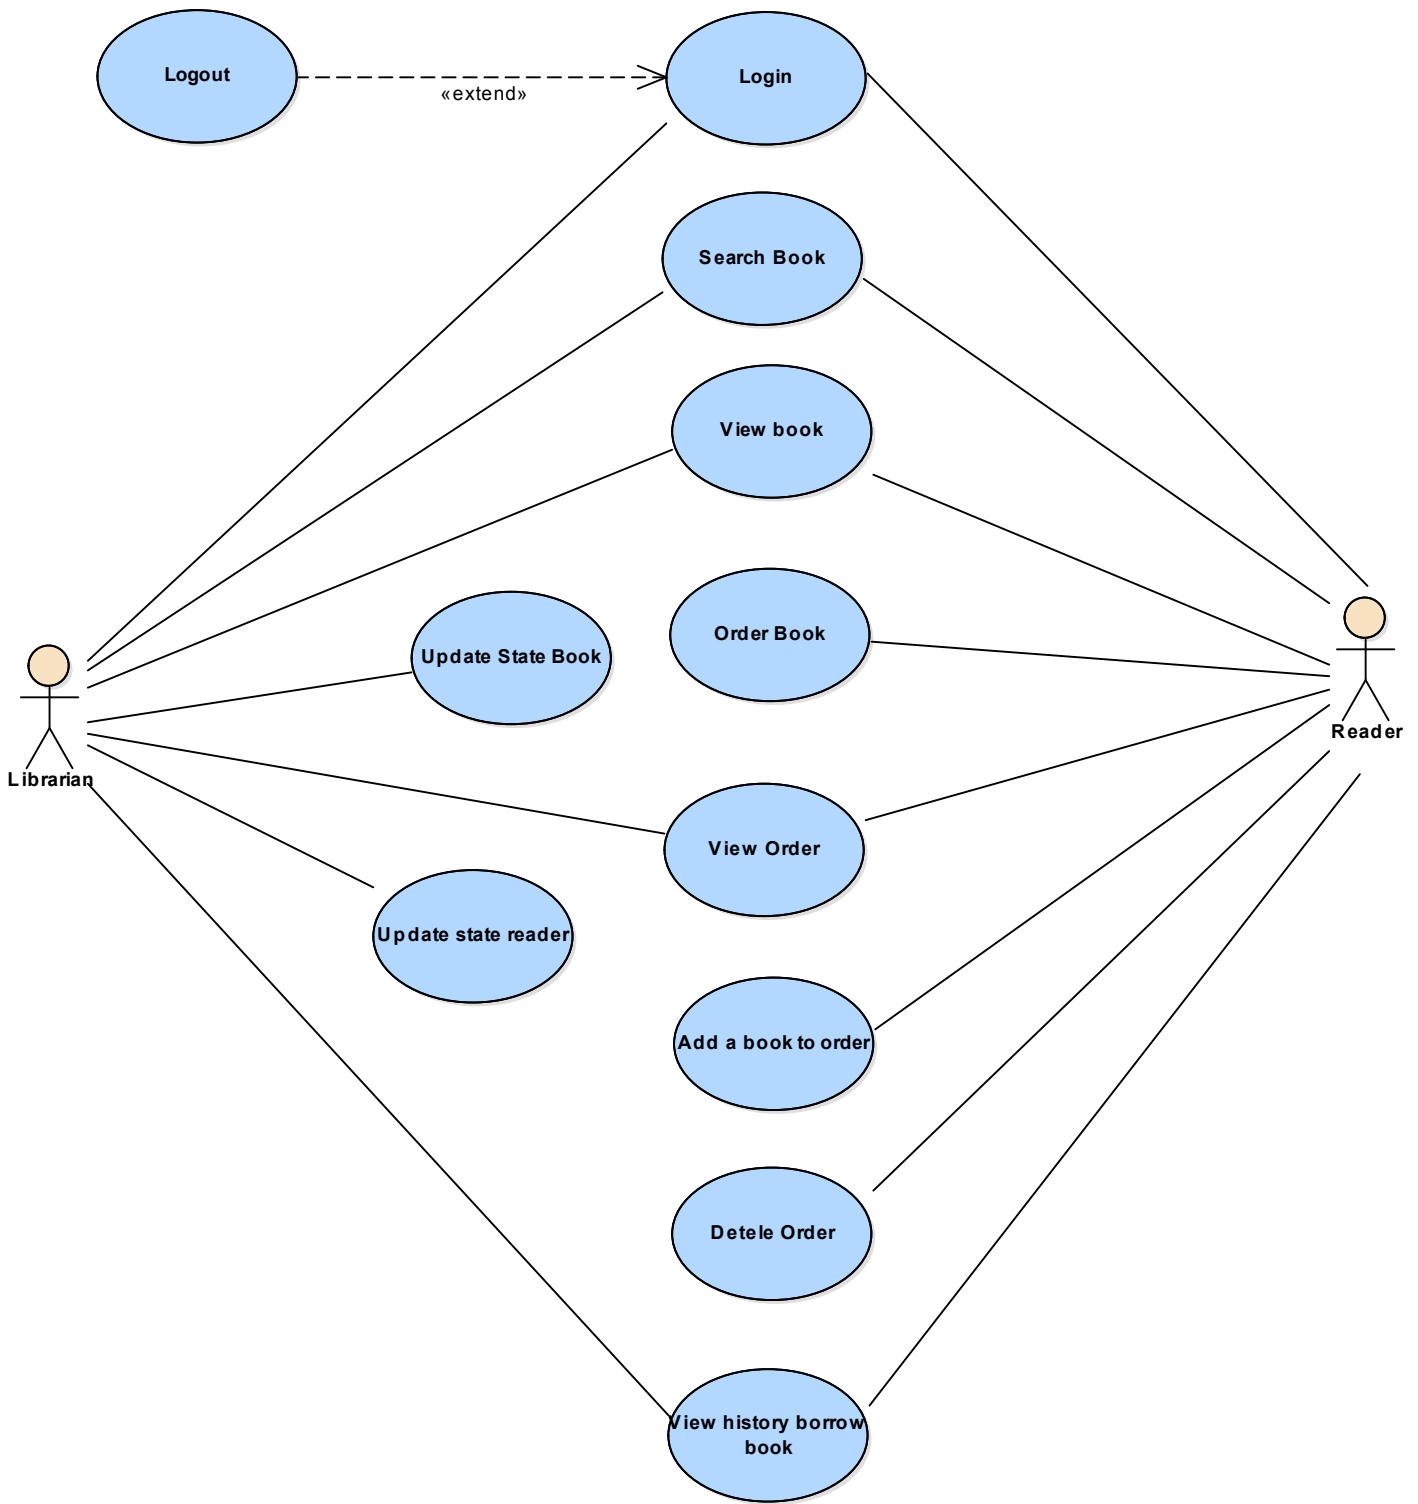 Logout
Login
«extend»
Search Book
View book
Order Book
Update State Book
Reader
Librarian
View Order
Update state reader
Add a book to order
Detele Order
View history borrow
book